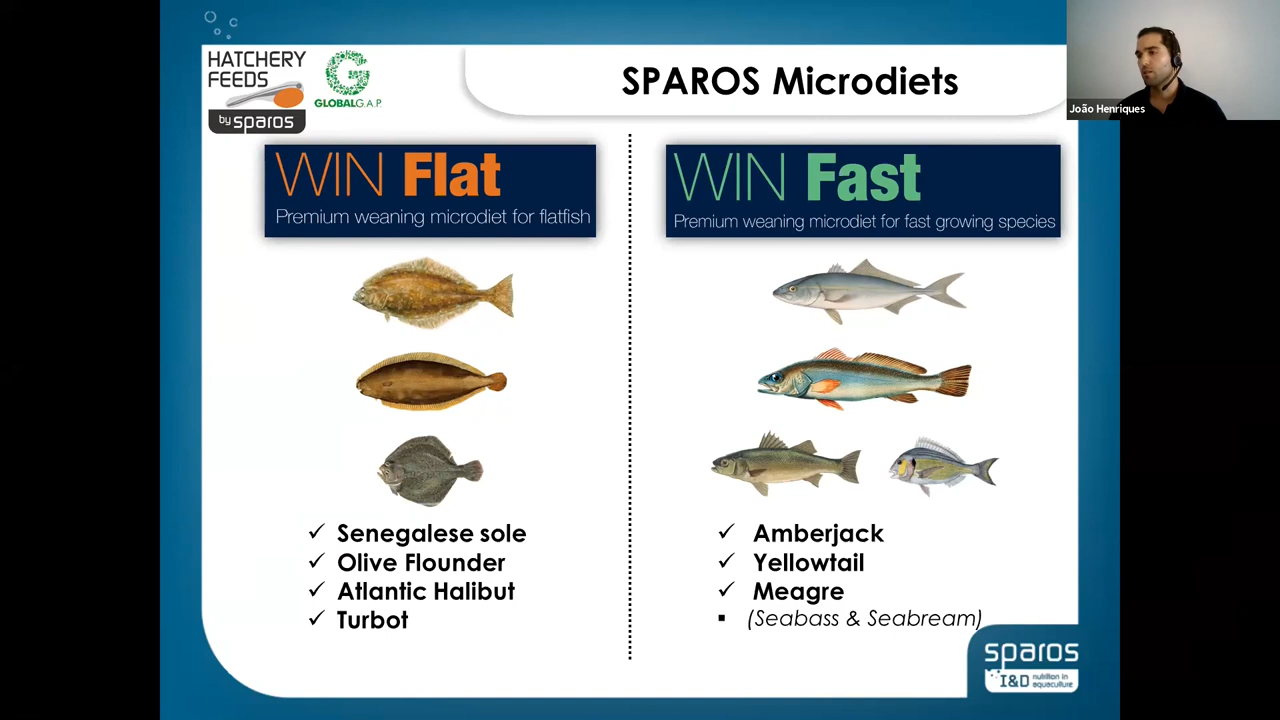 HATCHERY
FEEDS
by sparos
GLOBALG.A.P.
SPAROS Microdiets
João Henriques
WIN Flat
Premium weaning microdiet for flatfish
WIN Fast
Premium weaning microdiet for fast growing species
✓ Senegalese sole
✓ Olive Flounder
✓ Atlantic Halibut
✓ Turbot
✓ Amberjack
✓ Yellowtail
✓ Meagre
▪ (Seabass & Seabream)
sparos
I&D nutrition in
aquaculture